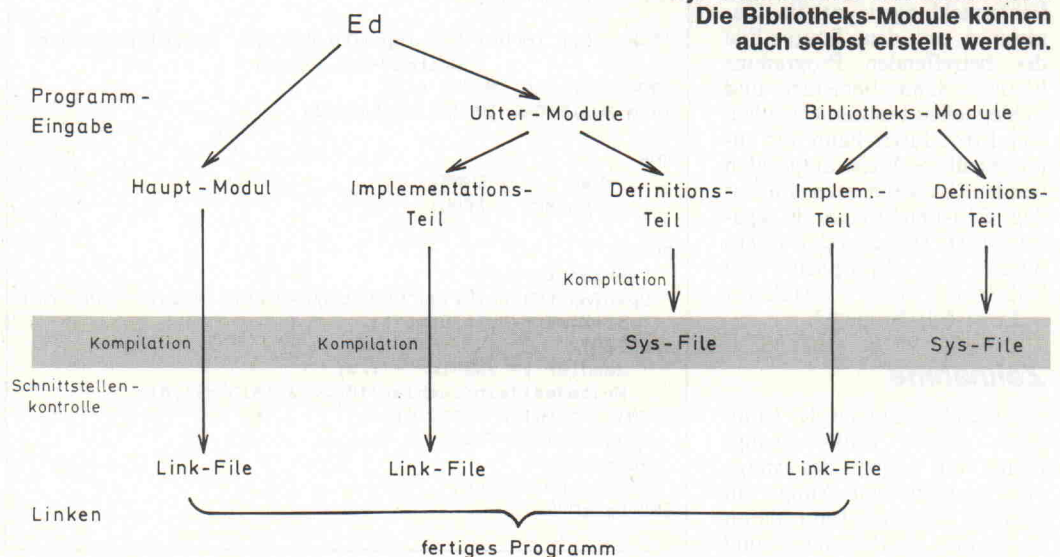 Die Bibliotheks-Module können
auch selbst erstellt werden.
Ed
Programm-
Eingabe
Unter-Module
Bibliotheks-Module
Haupt-Modul
Implementations-
Teil
Definitions-
Teil
Implem.-
Teil
Definitions-
Teil
Kompilation
Kompilation
Kompilation
Sys-File
Sys-File
Schnittstellen-
kontrolle
Link-File
Link-File
Link-File
Linken
fertiges Programm